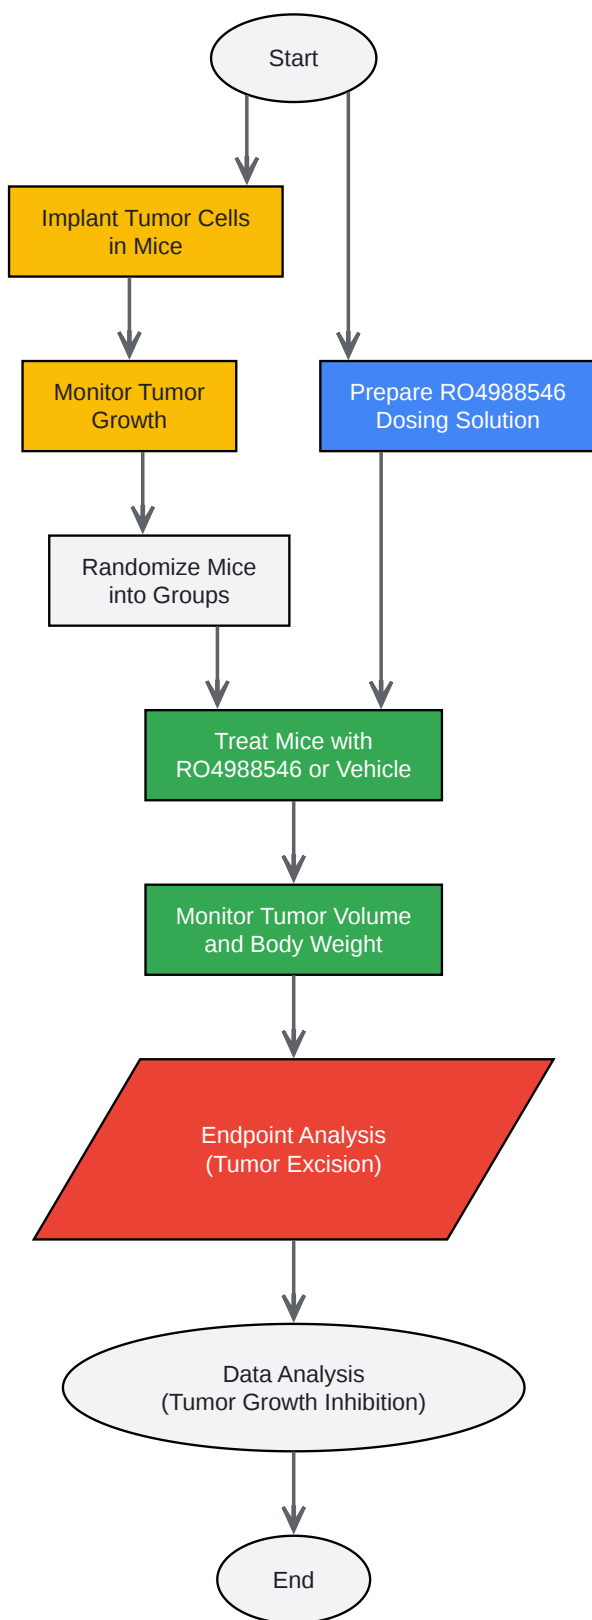 Start
Implant Tumor Cells
in Mice
Monitor Tumor
Growth
Prepare RO4988546
Dosing Solution
Randomize Mice
into Groups
Treat Mice with
RO4988546 or Vehicle
Monitor Tumor Volume
and Body Weight
Endpoint Analysis
(Tumor Excision)
Data Analysis
(Tumor Growth Inhibition)
End